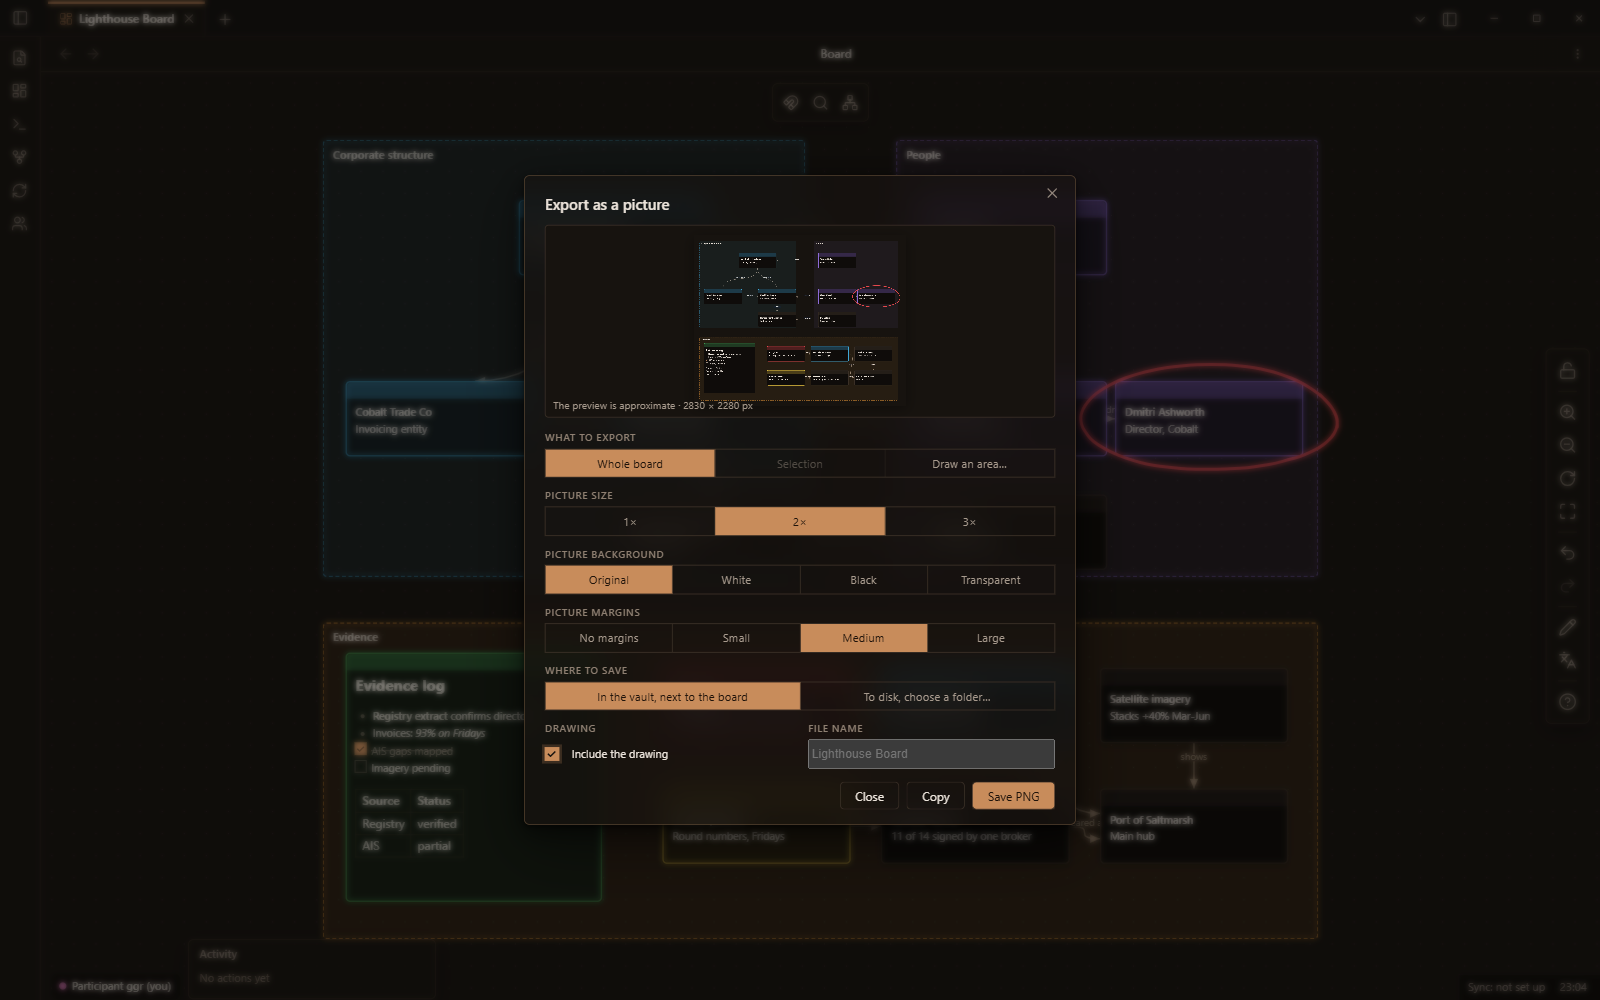 Lighthouse Board
Board
Corporate structure
People
Export as a picture
The preview is approximate · 2830 × 2280 px
WHAT TO EXPORT
Whole board
Selection
Draw an area...
PICTURE SIZE
1×
2×
3×
PICTURE BACKGROUND
Original
White
Black
Transparent
PICTURE MARGINS
No margins
Small
Medium
Large
WHERE TO SAVE
In the vault, next to the board
To disk, choose a folder...
DRAWING
Include the drawing
FILE NAME
Lighthouse Board
Close
Copy
Save PNG
Cobalt Trade Co
Invoicing entity
Dmitri Ashworth
Director, Cobalt
Evidence
Evidence log
Registry extract confirms
Invoices: 93% on Fridays
AIS gaps mapped
Imagery pending
Source Status
Registry verified
AIS partial
Round numbers, Fridays
11 of 14 signed by one broker
Satellite imagery
Stacks +40% Mar-Jun
shows
Port of Saltmarsh
Main hub
Activity
No actions yet
Participant ggr (you)
Sync: not set up
23:04